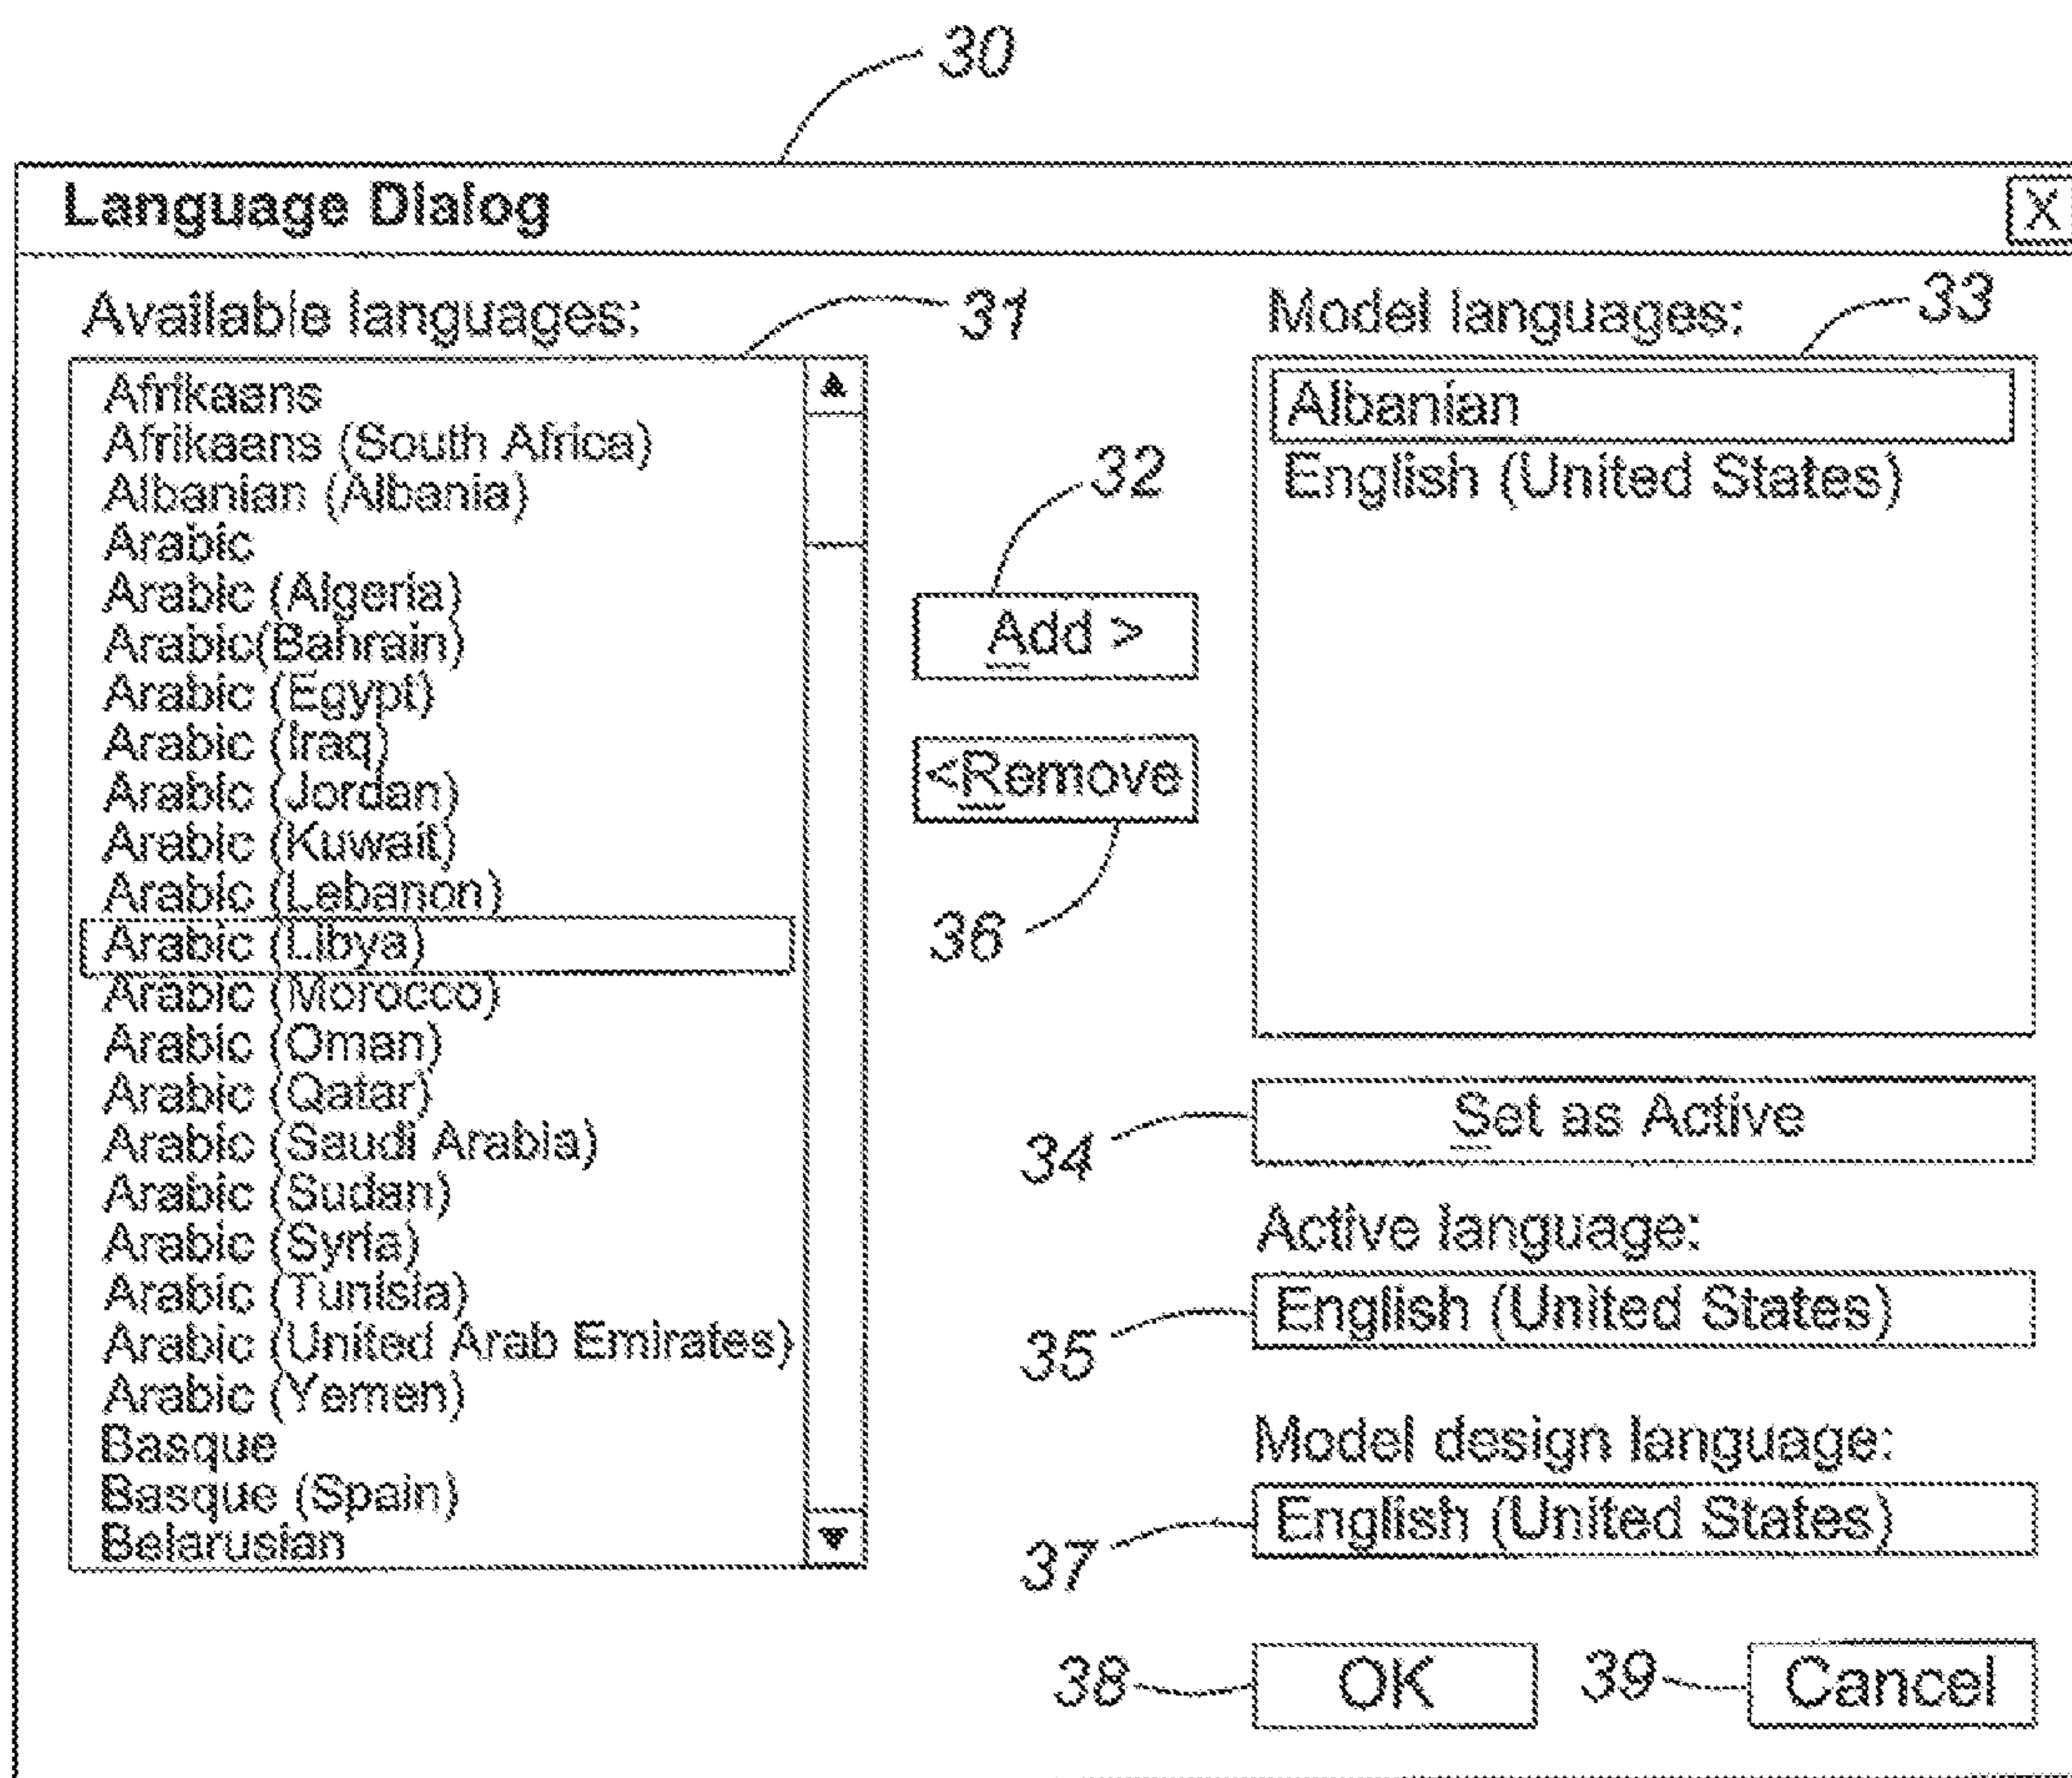 30
Language Dialog
X
Available languages:
31
Afrikaans
Afrikaans (South Africa)
Albanian (Albania)
Arabic
Arabic (Algeria)
Arabic(Bahrain)
Arabic (Egypt)
Arabic (Iraq)
Arabic (Jordan)
Arabic (Kuwait)
Arabic (Lebanon)
Arabic (Libya)
Arabic (Morocco)
Arabic (Oman)
Arabic (Qatar)
Arabic (Saudi Arabia)
Arabic (Sudan)
Arabic (Syria)
Arabic (Tunisia)
Arabic (United Arab Emirates)
Arabic (Yemen)
Basque
Basque (Spain)
Belarusian
32
Add >
<Remove
36
Model languages:
33
Albanian
English (United States)
34
Set as Active
Active language:
35
English (United States)
Model design language:
37
English (United States)
38
OK
39
Cancel